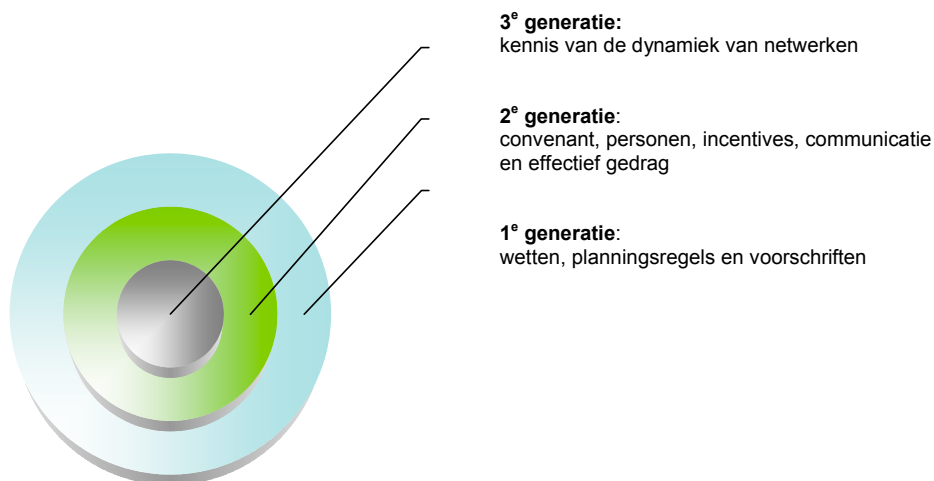 3e generatie:
kennis van de dynamiek van netwerken
2e generatie:
convenant, personen, incentives, communicatie
en effectief gedrag
1e generatie:
wetten, planningsregels en voorschriften